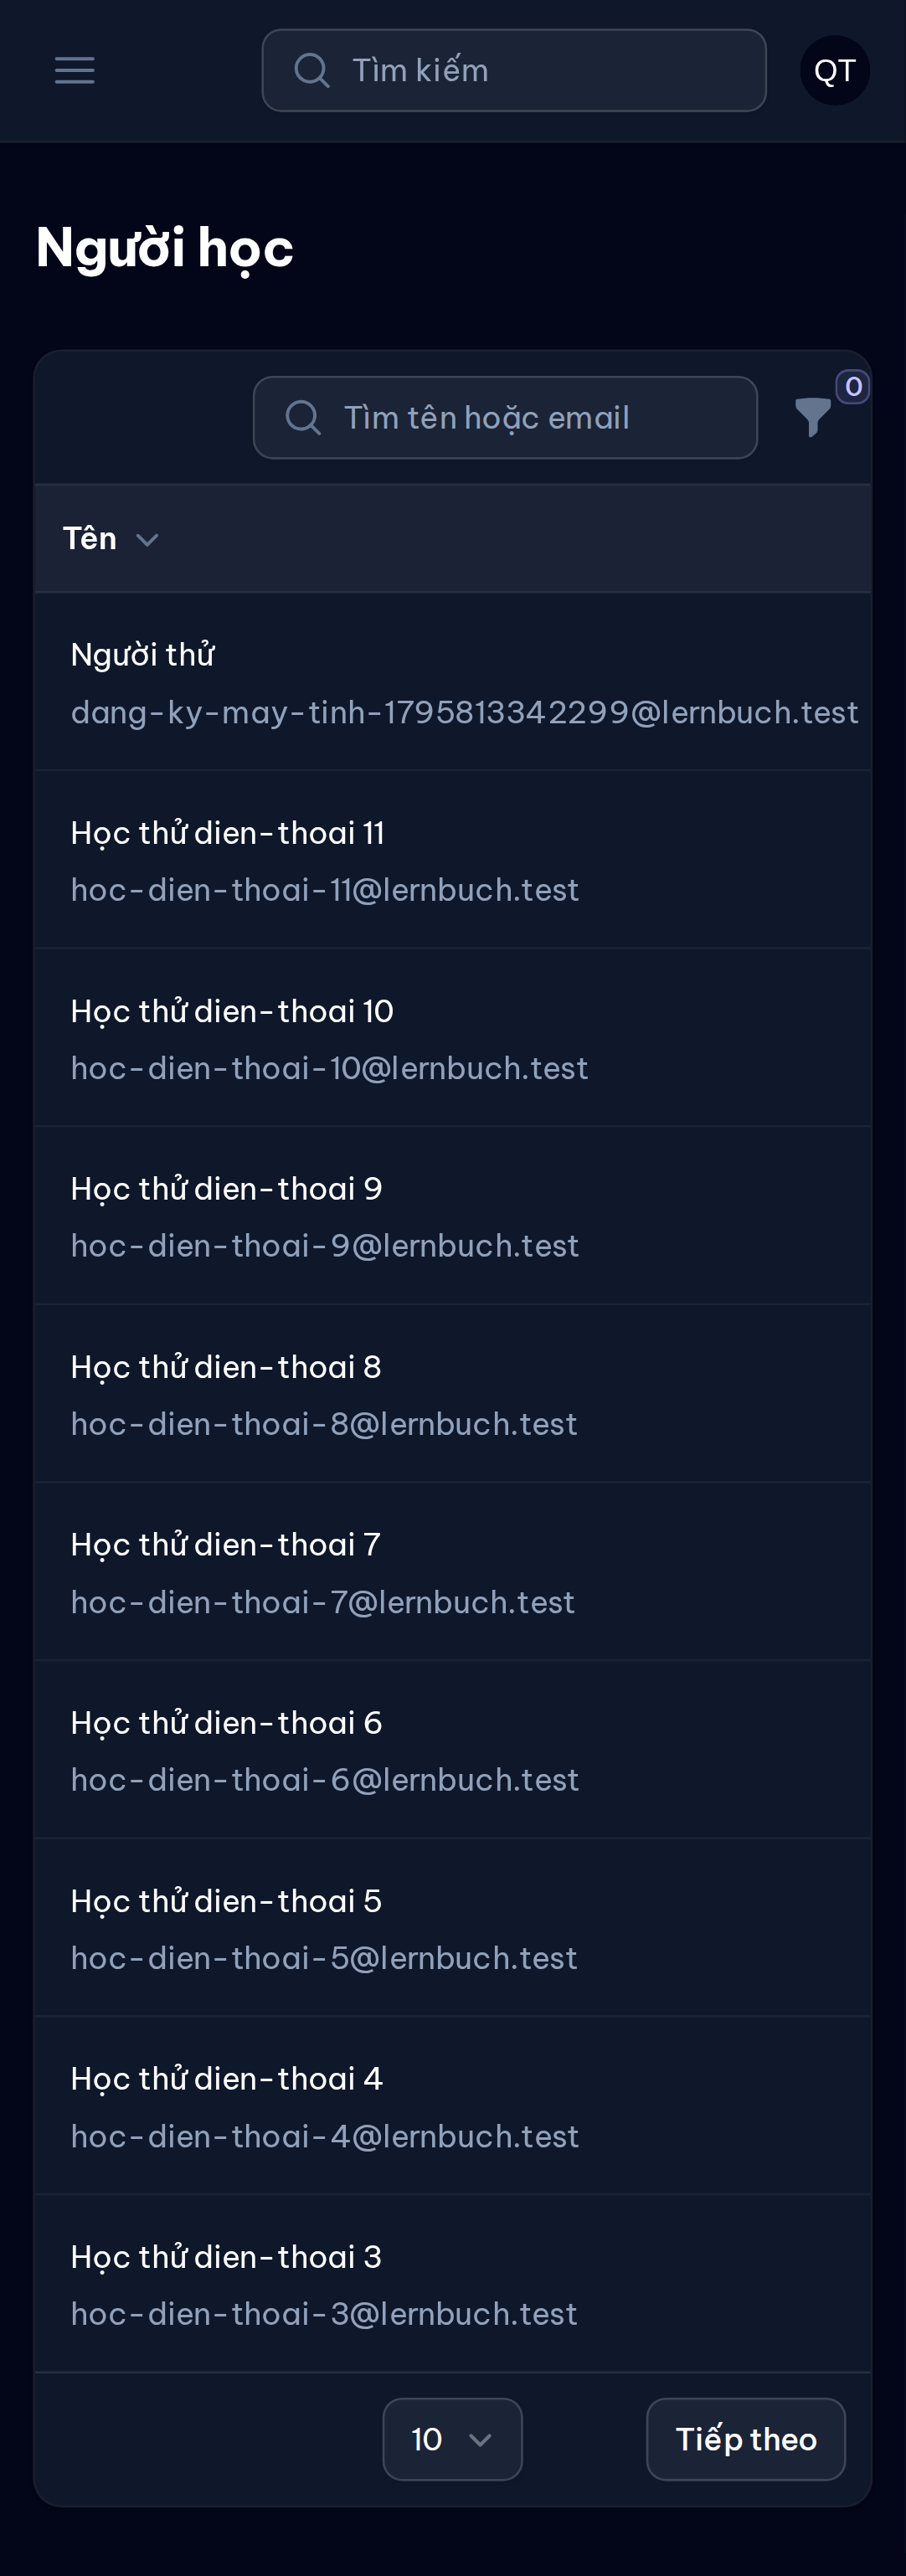 Tìm kiếm
QT
Người học
Tìm tên hoặc email
0
Tên
Người thử
dang-ky-may-tinh-1795813342299@lernbuch.test
Học thử dien-thoai 11
hoc-dien-thoai-11@lernbuch.test
Học thử dien-thoai 10
hoc-dien-thoai-10@lernbuch.test
Học thử dien-thoai 9
hoc-dien-thoai-9@lernbuch.test
Học thử dien-thoai 8
hoc-dien-thoai-8@lernbuch.test
Học thử dien-thoai 7
hoc-dien-thoai-7@lernbuch.test
Học thử dien-thoai 6
hoc-dien-thoai-6@lernbuch.test
Học thử dien-thoai 5
hoc-dien-thoai-5@lernbuch.test
Học thử dien-thoai 4
hoc-dien-thoai-4@lernbuch.test
Học thử dien-thoai 3
hoc-dien-thoai-3@lernbuch.test
10
Tiếp theo